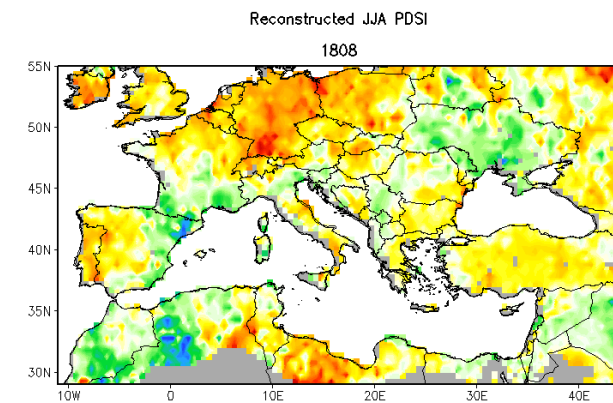 Reconstructed JJA PDSI
1808
55N
50N
45N
40N
35N
30N
10W 0 10E 20E 30E 40E